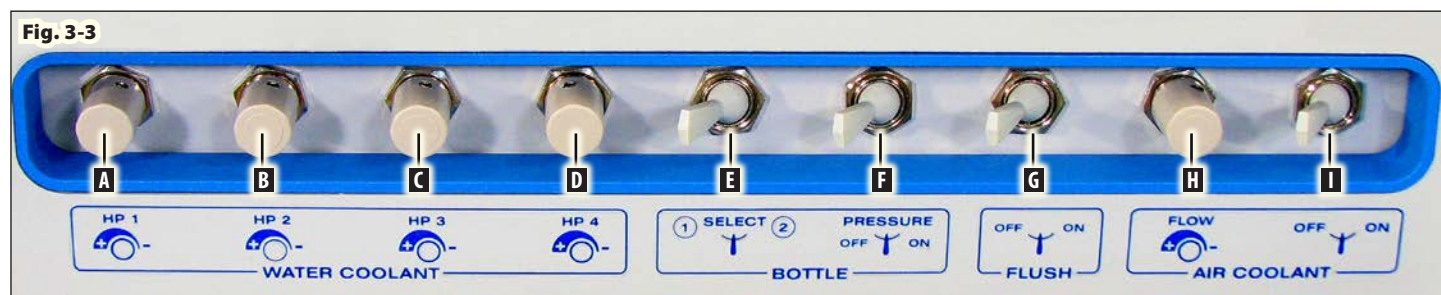 Fig. 3-3
A B C D E F G H I
HP 1 HP 2 HP 3 HP 4 1 SELECT 2 PRESSURE FLOW
OFF ON OFF ON OFF ON
+ - + - + - + - + -
WATER COOLANT BOTTLE FLUSH AIR COOLANT